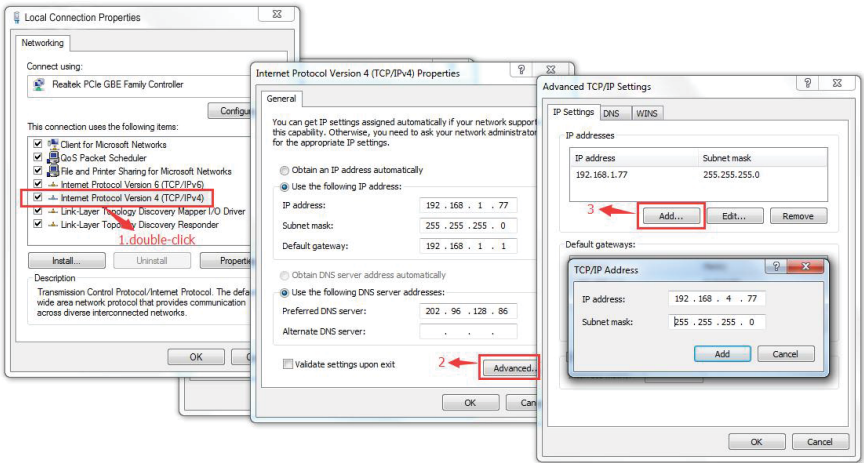 Local Connection Properties
Networking
Connect using:
Realtek PCIe GBE Family Controller
This connection uses the following items:
Client for Microsoft Networks
QoS Packet Scheduler
File and Printer Sharing for Microsoft Networks
Internet Protocol Version 6 (TCP/IPv6)
Internet Protocol Version 4 (TCP/IPv4)
Link-Layer Topology Discovery Mapper I/O Driver
Link-Layer Topology Discovery Responder
1.double-click
Install...
Uninstall
Description
Transmission Control Protocol/Internet Protocol. The
wide area network protocol that provides communication
across diverse interconnected networks.
OK
Internet Protocol Version 4 (TCP/IPv4) Properties
General
You can get IP settings assigned automatically if your network support
this capability. Otherwise, you need to ask your network administrator
for the appropriate IP settings.
Obtain an IP address automatically
Use the following IP address:
IP address: 192 . 168 . 1 . 77
Subnet mask: 255 . 255 . 255 . 0
Default gateway: 192 . 168 . 1 . 1
Obtain DNS server address automatically
Use the following DNS server addresses:
Preferred DNS server: 202 . 96 . 128 . 86
Alternate DNS server: . . .
Validate settings upon exit
2
Advanced..
OK
Advanced TCP/IP Settings
IP Settings DNS WINS
IP addresses
IP address Subnet mask
192.168.1.77 255.255.255.0
3
Add... Edit... Remove
Default gateways:
TCP/IP Address
IP address: 192 . 168 . 4 . 77
Subnet mask: 255 . 255 . 255 . 0
Add Cancel
OK Cancel